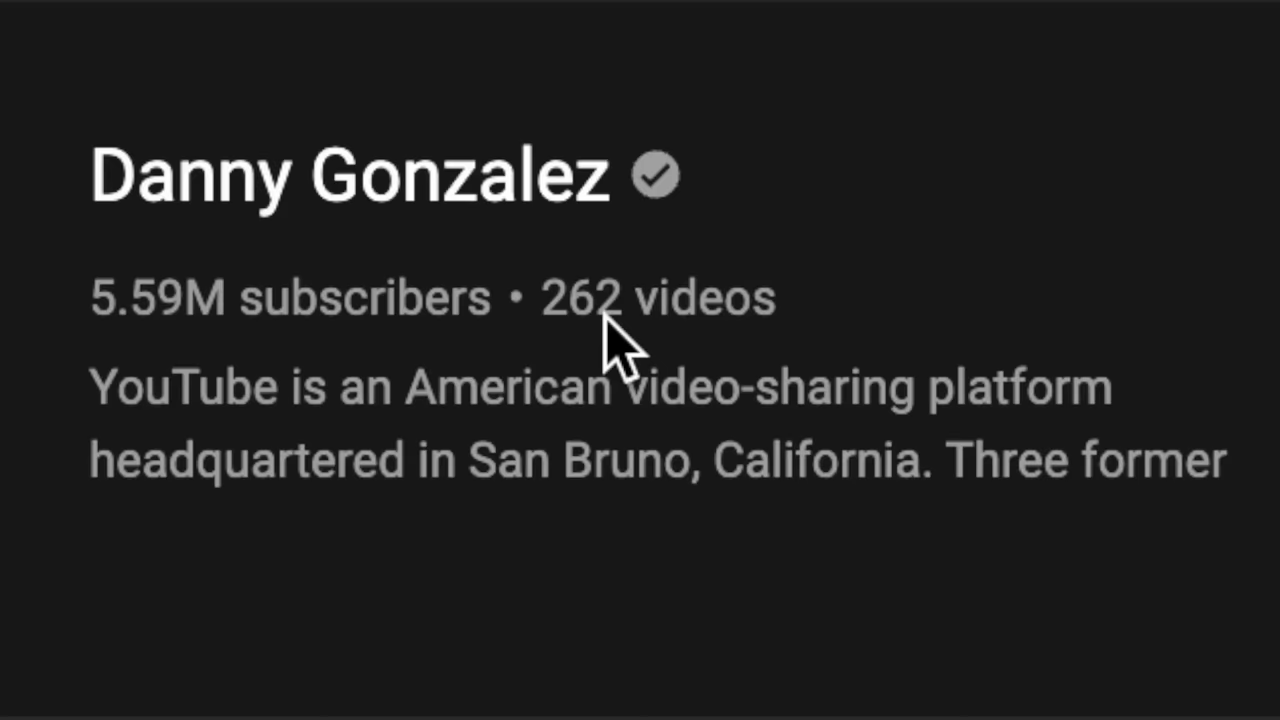 Danny Gonzalez
5.59M subscribers • 262 videos
YouTube is an American video-sharing platform
headquartered in San Bruno, California. Three former